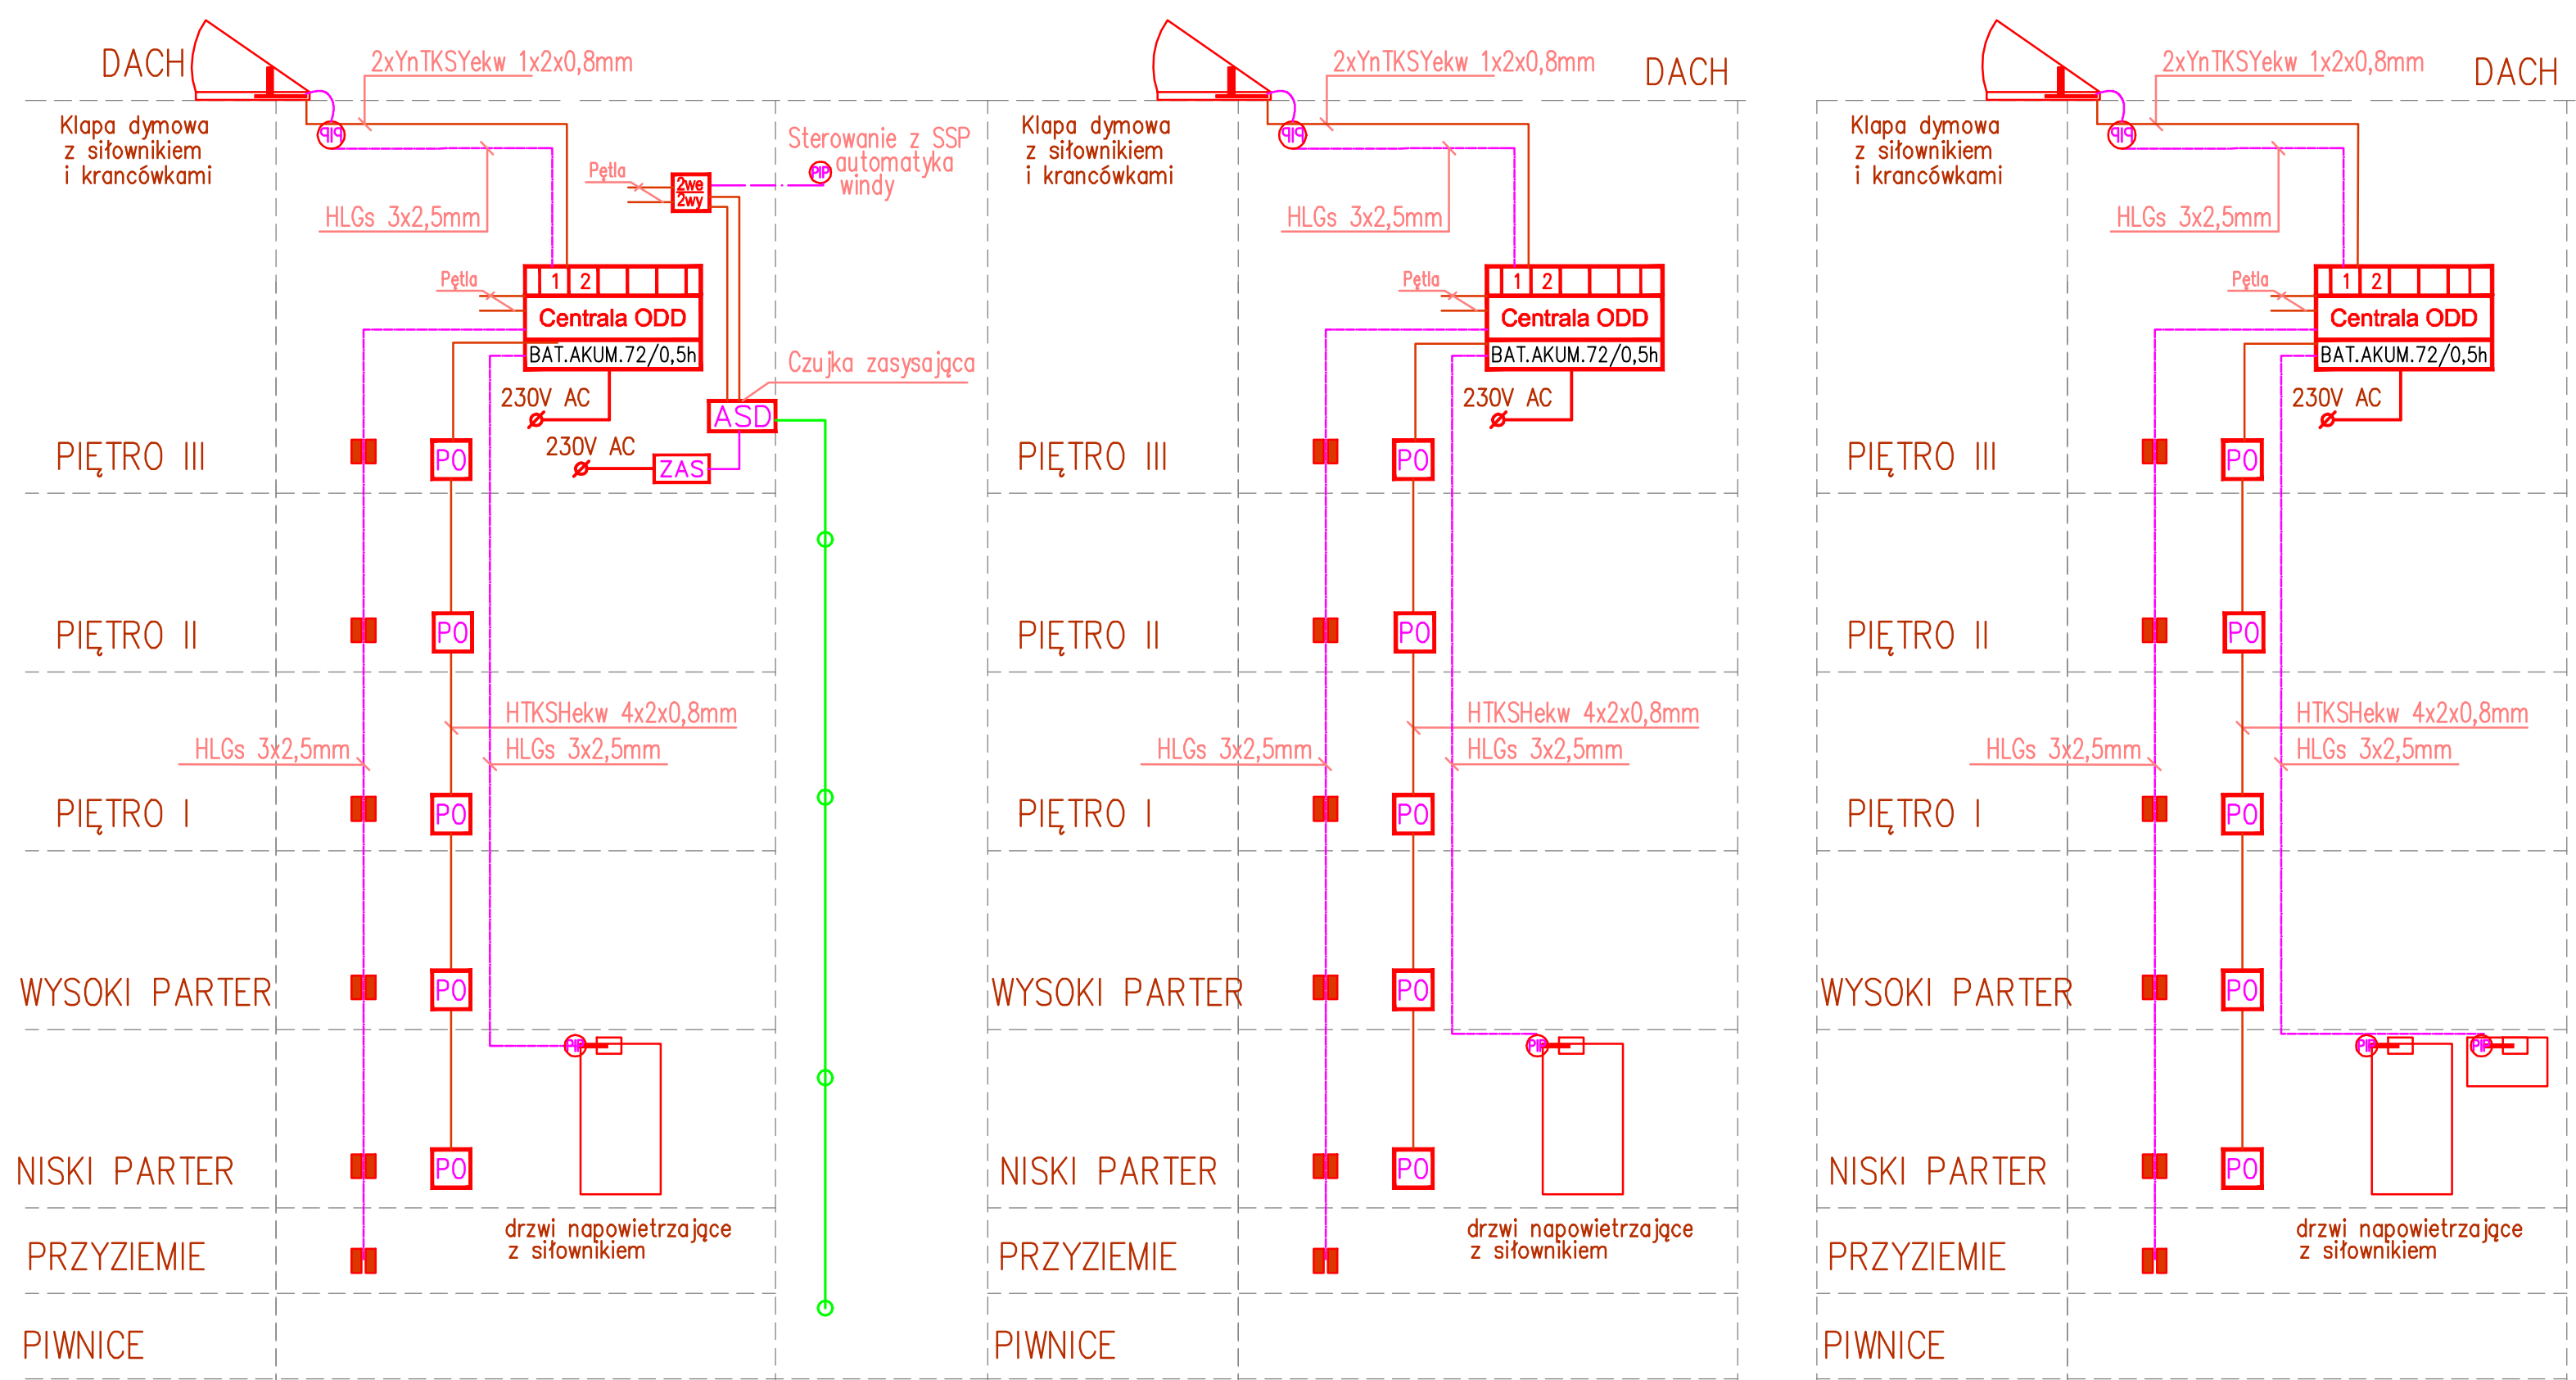 DACH
2xYnTKSYekw 1x2x0,8mm
Klapa dymowa
z siłownikiem
i krancówkami
PIP
HLGs 3x2,5mm
Pętla
2we
2wy
Sterowanie z SSP
PIP automatyka
windy
Pętla
1 2
Centrala ODD
BAT.AKUM.72/0,5h
230V AC
Czujka zasysająca
ASD
230V AC
ZAS
PIĘTRO III
PO
PIĘTRO II
PO
HTKSHekw 4x2x0,8mm
HLGs 3x2,5mm
HLGs 3x2,5mm
PIĘTRO I
PO
WYSOKI PARTER
PO
PIP
NISKI PARTER
PO
drzwi napowietrzające
z siłownikiem
PRZYZIEMIE
PIWNICE
2xYnTKSYekw 1x2x0,8mm
DACH
Klapa dymowa
z siłownikiem
i krancówkami
PIP
HLGs 3x2,5mm
Pętla
1 2
Centrala ODD
BAT.AKUM.72/0,5h
230V AC
PIĘTRO III
PO
PIĘTRO II
PO
HTKSHekw 4x2x0,8mm
HLGs 3x2,5mm
HLGs 3x2,5mm
PIĘTRO I
PO
WYSOKI PARTER
PO
PIP
NISKI PARTER
PO
drzwi napowietrzające
z siłownikiem
PRZYZIEMIE
PIWNICE
2xYnTKSYekw 1x2x0,8mm
DACH
Klapa dymowa
z siłownikiem
i krancówkami
PIP
HLGs 3x2,5mm
Pętla
1 2
Centrala ODD
BAT.AKUM.72/0,5h
230V AC
PIĘTRO III
PO
PIĘTRO II
PO
HTKSHekw 4x2x0,8mm
HLGs 3x2,5mm
HLGs 3x2,5mm
PIĘTRO I
PO
WYSOKI PARTER
PO
PIP
PIP
NISKI PARTER
PO
drzwi napowietrzające
z siłownikiem
PRZYZIEMIE
PIWNICE